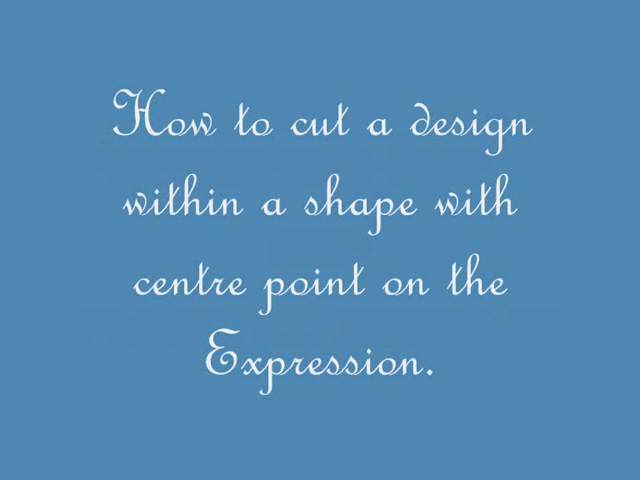 How to cut a design
within a shape with
centre point on the
Expression.